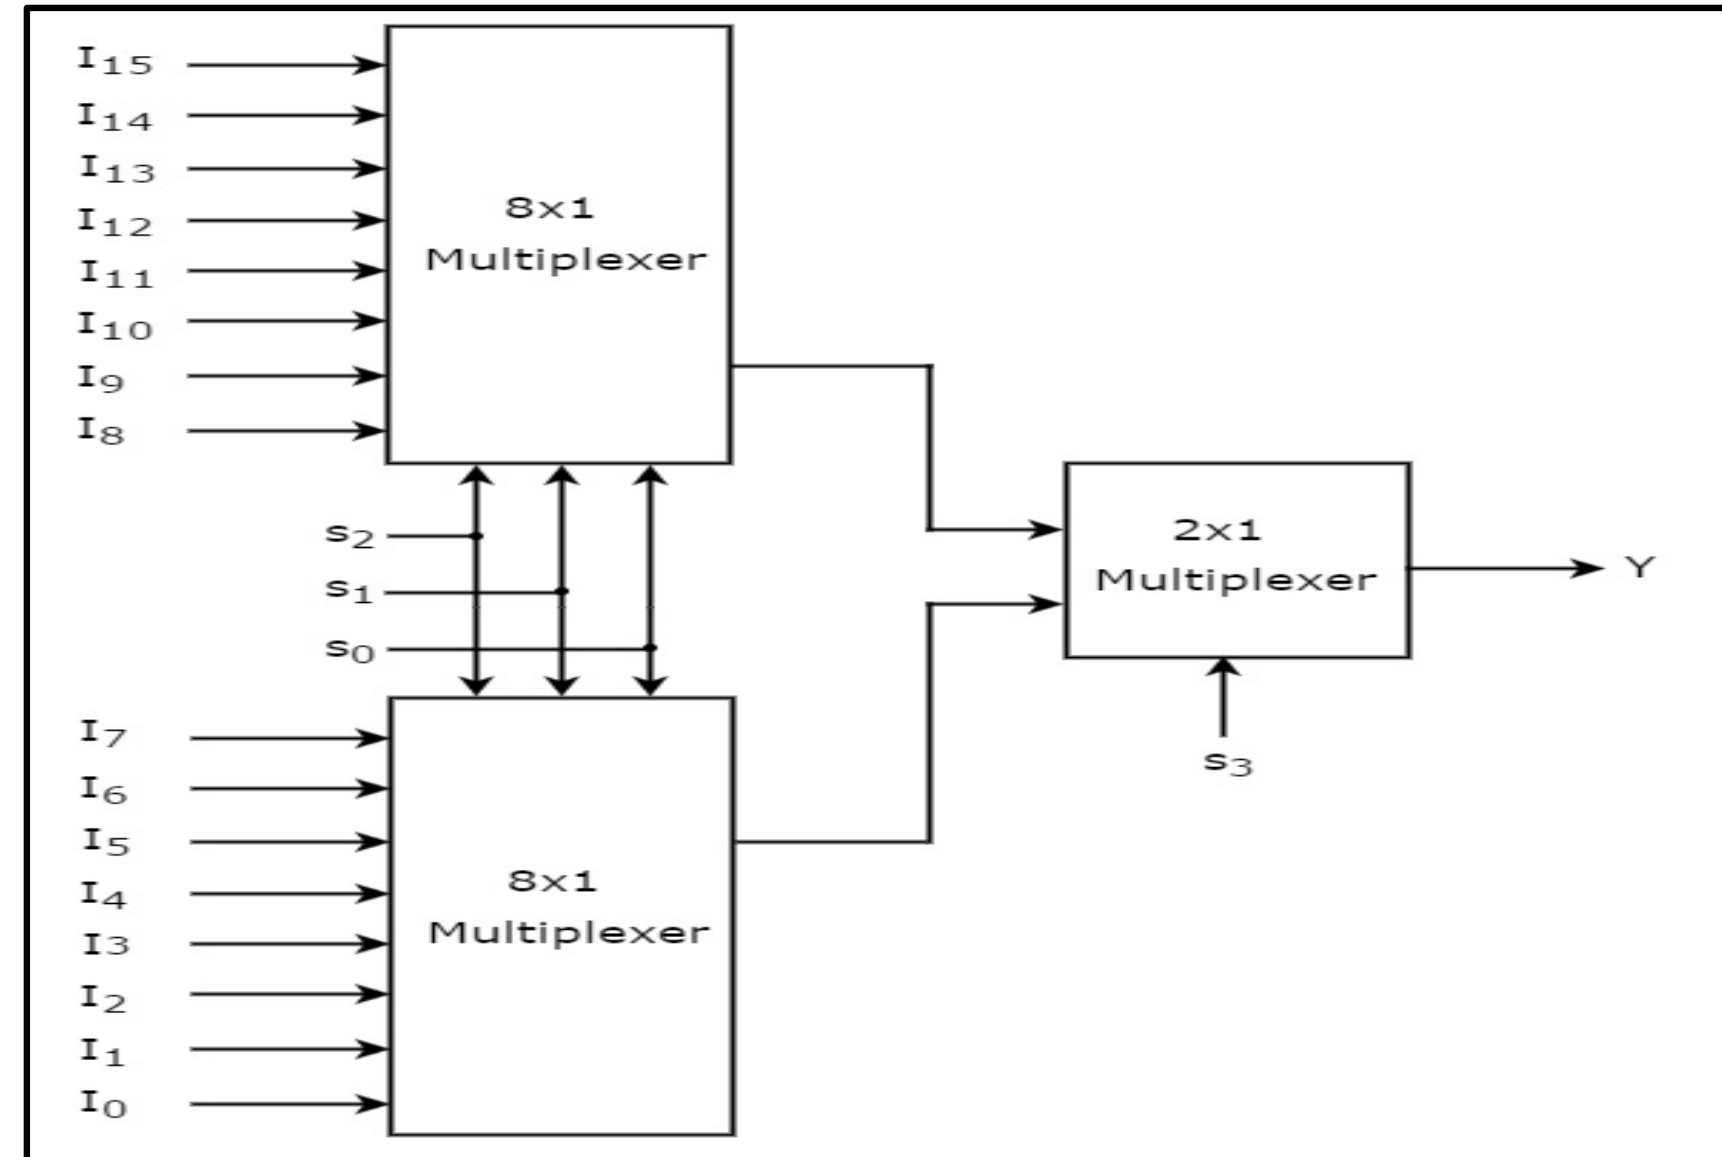 I15
I14
I13
I12
I11
I10
I9
I8
8x1
Multiplexer
s2
s1
s0
2x1
Multiplexer
Y
s3
I7
I6
I5
I4
I3
I2
I1
I0
8x1
Multiplexer